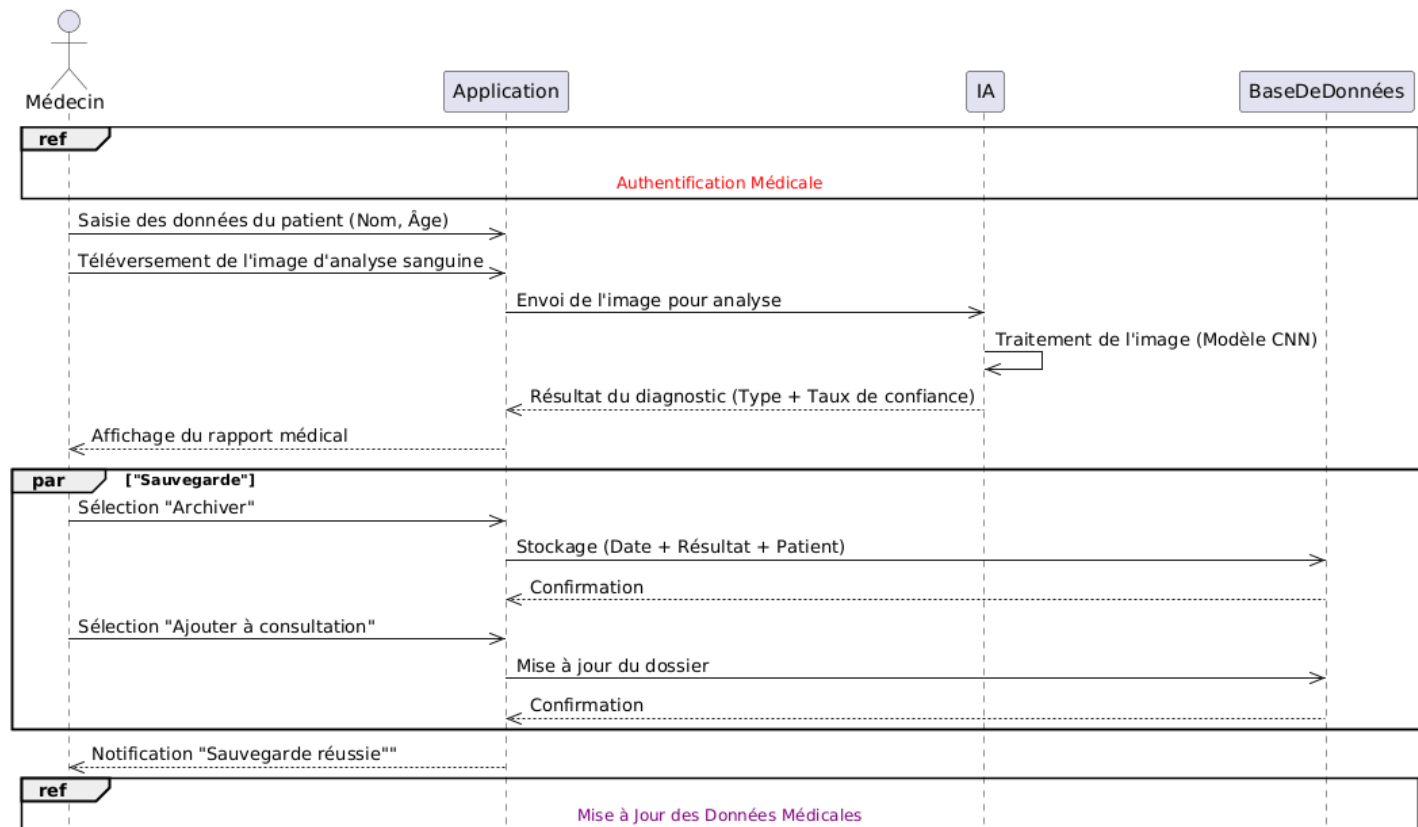 Médecin
Application
IA
BaseDeDonnées
ref
Authentification Médicale
Saisie des données du patient (Nom, Âge)
Téléversement de l'image d'analyse sanguine
Envoi de l'image pour analyse
Traitement de l'image (Modèle CNN)
Résultat du diagnostic (Type + Taux de confiance)
Affichage du rapport médical
par ["Sauvegarde"]
Sélection "Archiver"
Stockage (Date + Résultat + Patient)
Confirmation
Sélection "Ajouter à consultation"
Mise à jour du dossier
Confirmation
Notification "Sauvegarde réussie""
ref
Mise à Jour des Données Médicales